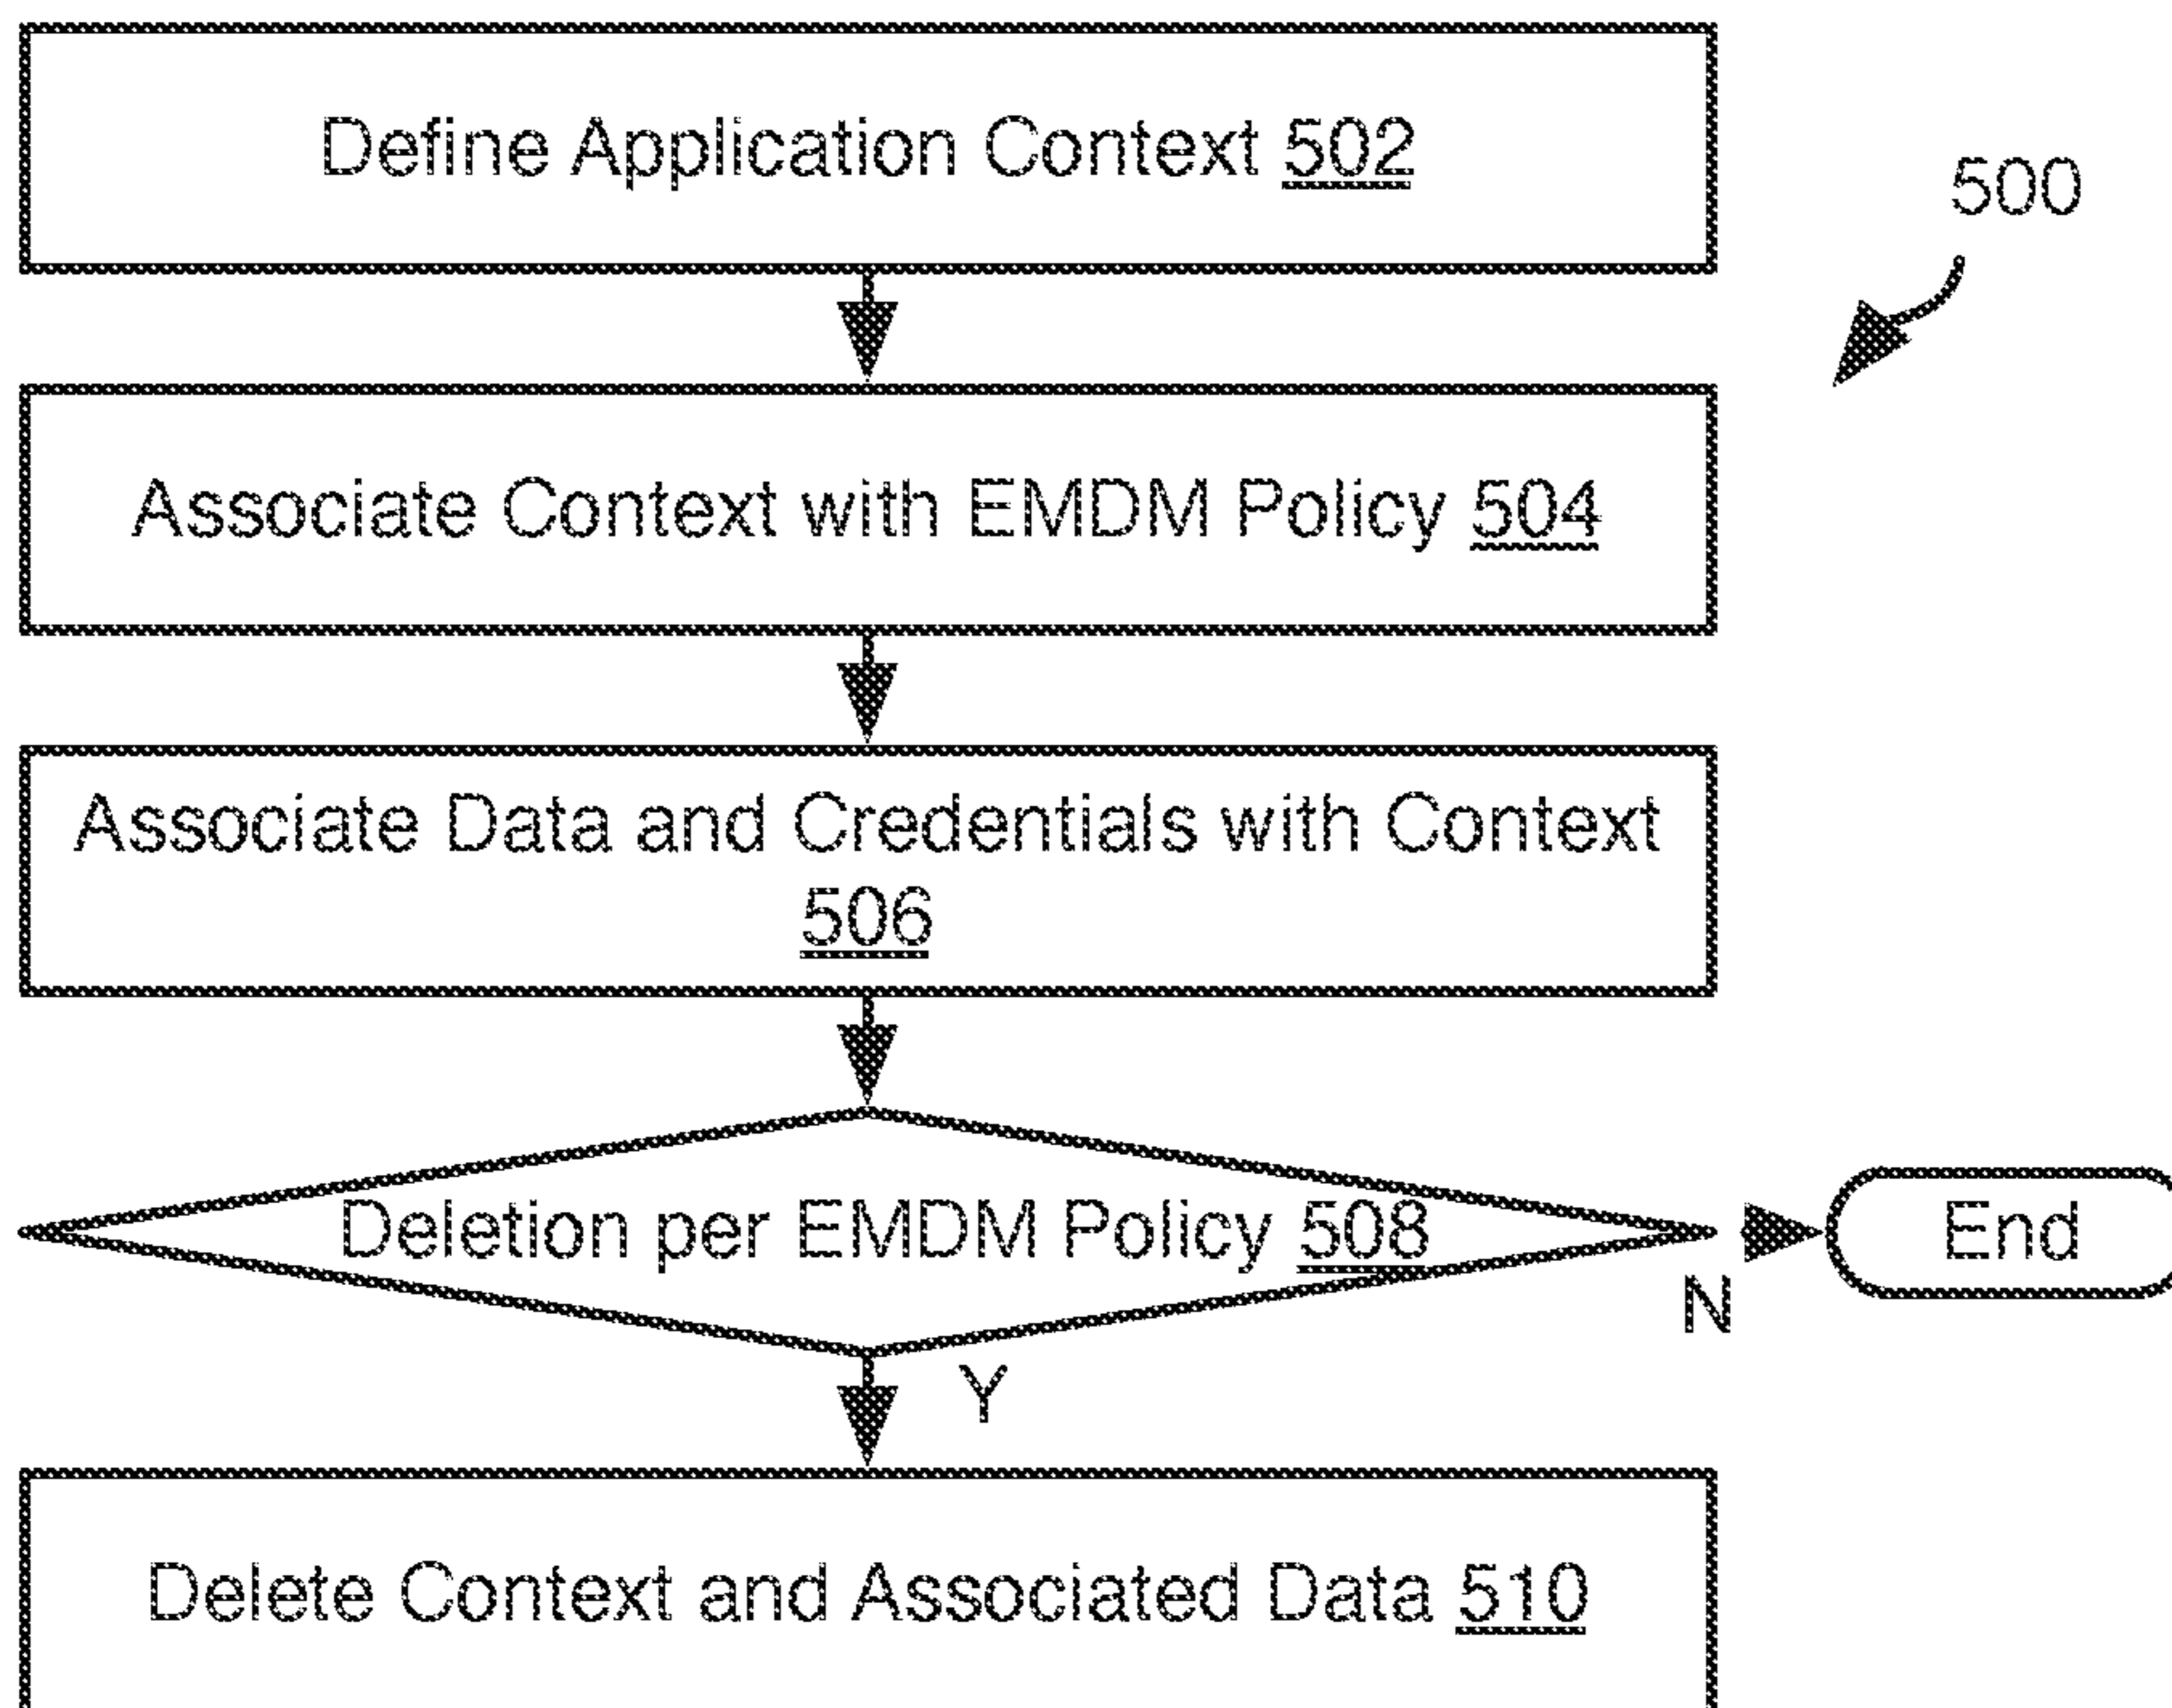 Define Application Context 502
500
Associate Context with EMDM Policy 504
Associate Data and Credentials with Context
506
Deletion per EMDM Policy 508
End
N
Y
Delete Context and Associated Data 510